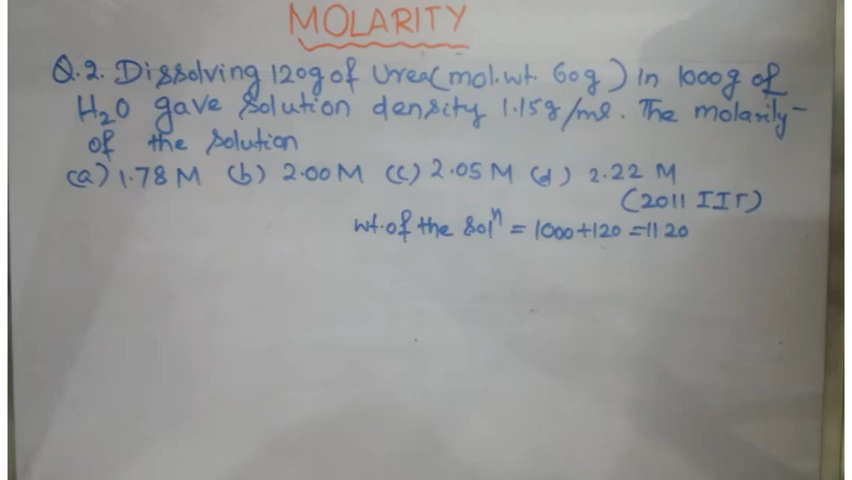 MOLARITY
Q.2. Dissolving 120g of Urea(mol.wt. 60g) in 1000g of
H2O gave solution density 1.15g/ml. The molarity
of the solution
(a) 1.78 M (b) 2.00 M (c) 2.05 M (d) 2.22 M
(2011 IIT)
wt. of the solⁿ = 1000+120 = 1120